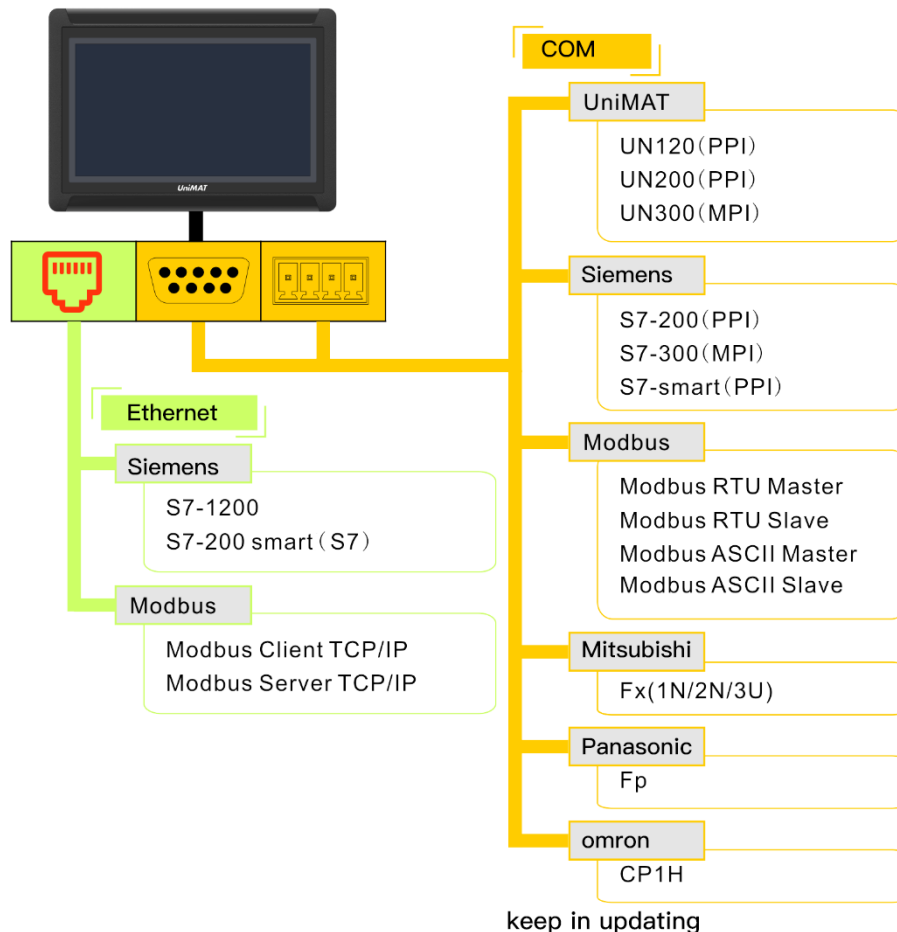 UniMAT
Ethernet
Siemens
S7-1200
S7-200 smart（S7）
Modbus
Modbus Client TCP/IP
Modbus Server TCP/IP
COM
UniMAT
UN120（PPI）
UN200（PPI）
UN300（MPI）
Siemens
S7-200（PPI）
S7-300（MPI）
S7-smart（PPI）
Modbus
Modbus RTU Master
Modbus RTU Slave
Modbus ASCII Master
Modbus ASCII Slave
Mitsubishi
Fx(1N/2N/3U)
Panasonic
Fp
omron
CP1H
keep in updating